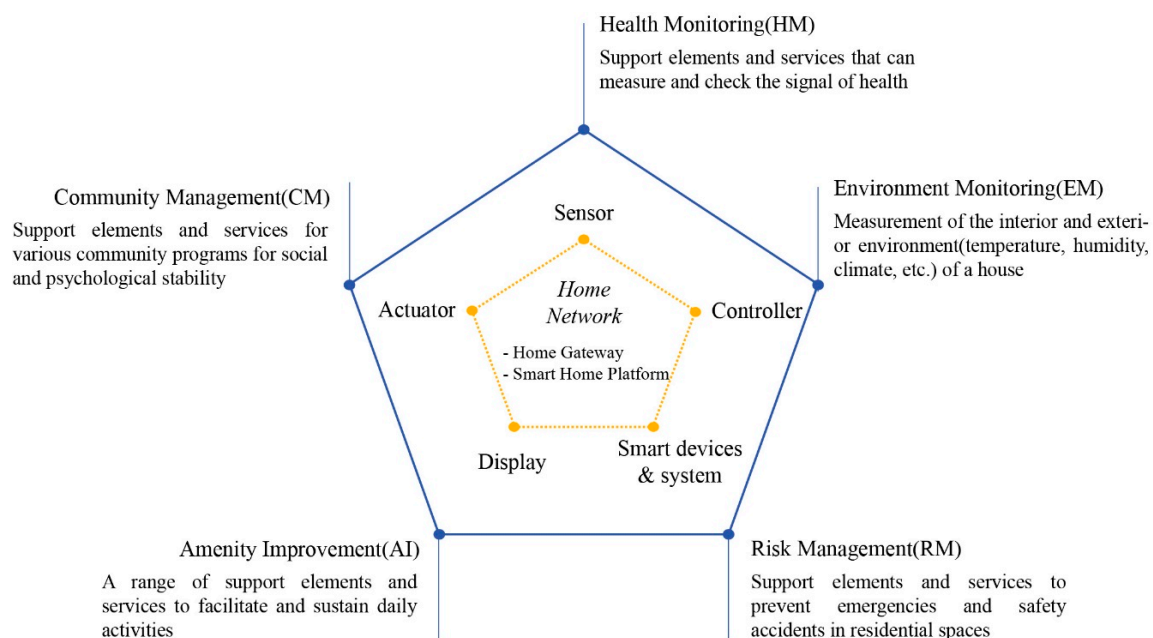 Health Monitoring(HM)
Support elements and services that can
measure and check the signal of health
Community Management(CM)
Support elements and services for
various community programs for social
and psychological stability
Environment Monitoring(EM)
Measurement of the interior and exteri-
or environment(temperature, humidity,
climate, etc.) of a house
Sensor
Actuator
Home
Network
- Home Gateway
- Smart Home Platform
Controller
Display
Smart devices
& system
Amenity Improvement(AI)
A range of support elements and
services to facilitate and sustain daily
activities
Risk Management(RM)
Support elements and services to
prevent emergencies and safety
accidents in residential spaces